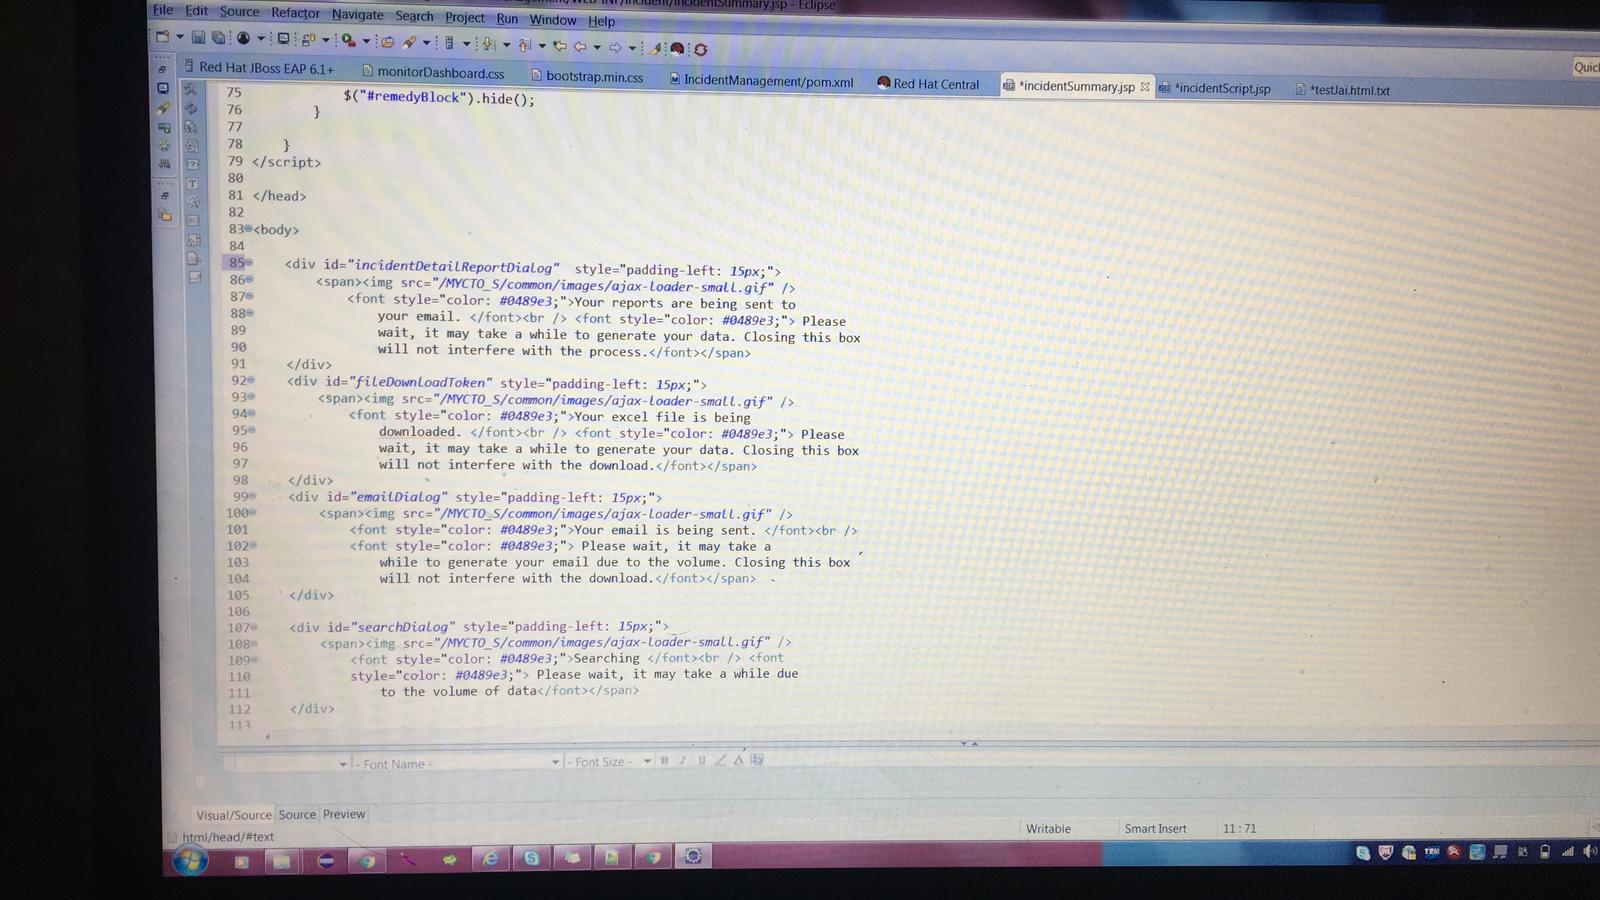 incidentSummary.jsp - Eclipse
File Edit Source Refactor Navigate Search Project Run Window Help
Quic
Red Hat JBoss EAP 6.1+ monitorDashboard.css bootstrap.min.css IncidentManagement/pom.xml Red Hat Central *incidentSummary.jsp *incidentScript.jsp *testJai.html.txt
75 $("#remedyBlock").hide();
76 }
77
78 }
79 </script>
80
81 </head>
82
83 <body>
84
85 <div id="incidentDetailReportDialog" style="padding-left: 15px;">
86 <span><img src="/MYCTO_S/common/images/ajax-loader-small.gif" />
87 <font style="color: #0489e3;">Your reports are being sent to
88 your email. </font><br /> <font style="color: #0489e3;"> Please
89 wait, it may take a while to generate your data. Closing this box
90 will not interfere with the process.</font></span>
91 </div>
92 <div id="fileDownloadToken" style="padding-left: 15px;">
93 <span><img src="/MYCTO_S/common/images/ajax-loader-small.gif" />
94 <font style="color: #0489e3;">Your excel file is being
95 downloaded. </font><br /> <font style="color: #0489e3;"> Please
96 wait, it may take a while to generate your data. Closing this box
97 will not interfere with the download.</font></span>
98 </div>
99 <div id="emailDialog" style="padding-left: 15px;">
100 <span><img src="/MYCTO_S/common/images/ajax-loader-small.gif" />
101 <font style="color: #0489e3;">Your email is being sent. </font><br />
102 <font style="color: #0489e3;"> Please wait, it may take a
103 while to generate your email due to the volume. Closing this box
104 will not interfere with the download.</font></span>
105 </div>
106
107 <div id="searchDialog" style="padding-left: 15px;">
108 <span><img src="/MYCTO_S/common/images/ajax-loader-small.gif" />
109 <font style="color: #0489e3;">Searching </font><br /> <font
110 style="color: #0489e3;"> Please wait, it may take a while due
111 to the volume of data</font></span>
112 </div>
113
- Font Name - - Font Size - B I U A
Visual/Source Source Preview
html/head/#text Writable Smart Insert 11 : 71